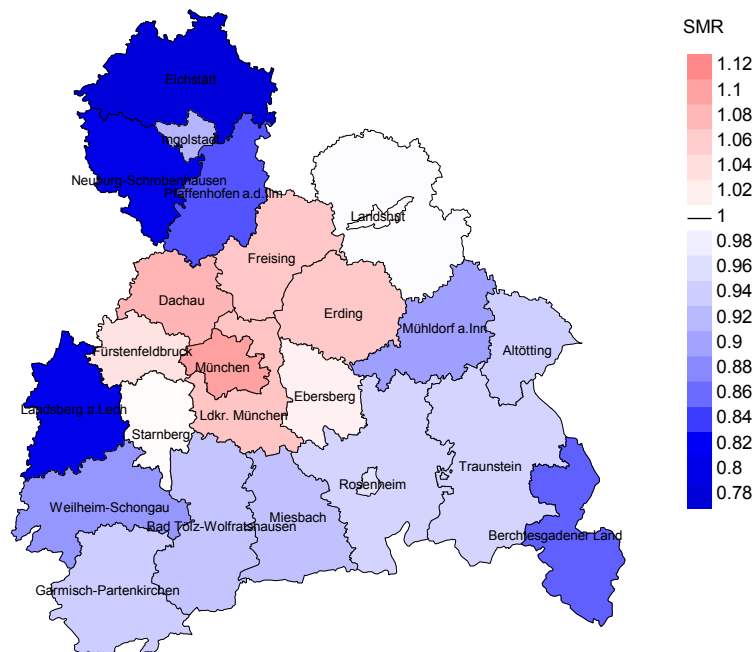 SMR
1.12
1.1
1.08
1.06
1.04
1.02
1
0.98
0.96
0.94
0.92
0.9
0.88
0.86
0.84
0.82
0.8
0.78
Eichstätt
Ingolstadt
Neuburg-Schrobenhausen
Pfaffenhofen a.d.Ilm
Landshut
Freising
Dachau
Erding
Mühldorf a.Inn
Altötting
Fürstenfeldbruck
München
Ebersberg
Landsberg a.Lech
Ldkr. München
Starnberg
Traunstein
Rosenheim
Weilheim-Schongau
Miesbach
Bad Tölz-Wolfratshausen
Berchtesgadener Land
Garmisch-Partenkirchen